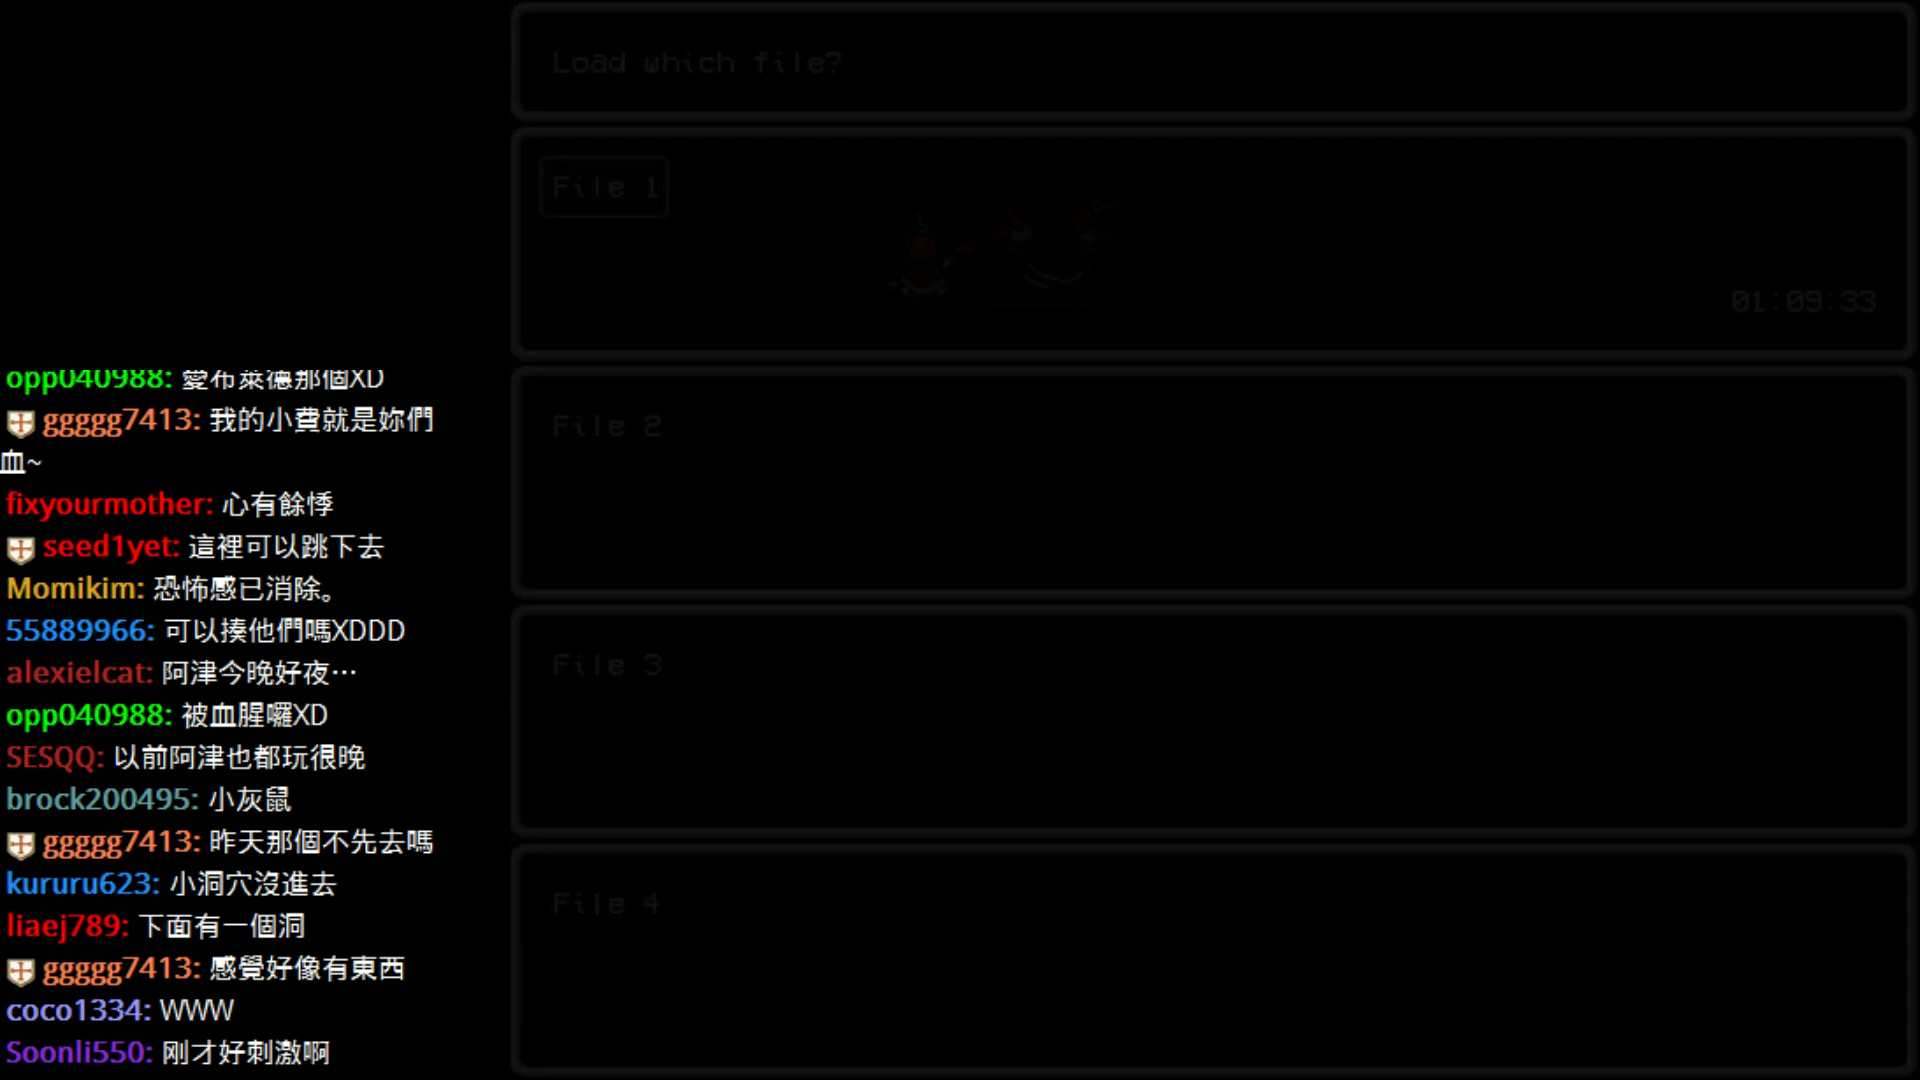 opp040988: 愛布萊德那個XD
ggggg7413: 我的小費就是妳們
血~
fixyourmother: 心有餘悸
seed1yet: 這裡可以跳下去
Momikim: 恐怖感已消除。
55889966: 可以揍他們嗎XDDD
alexielcat: 阿津今晚好夜…
opp040988: 被血腥囉XD
SESQQ: 以前阿津也都玩很晚
brock200495: 小灰鼠
ggggg7413: 昨天那個不先去嗎
kururu623: 小洞穴沒進去
liaej789: 下面有一個洞
ggggg7413: 感覺好像有東西
coco1334: WWW
Soonli550: 刚才好刺激啊
Load which file?
File 1
01:09:33
File 2
File 3
File 4